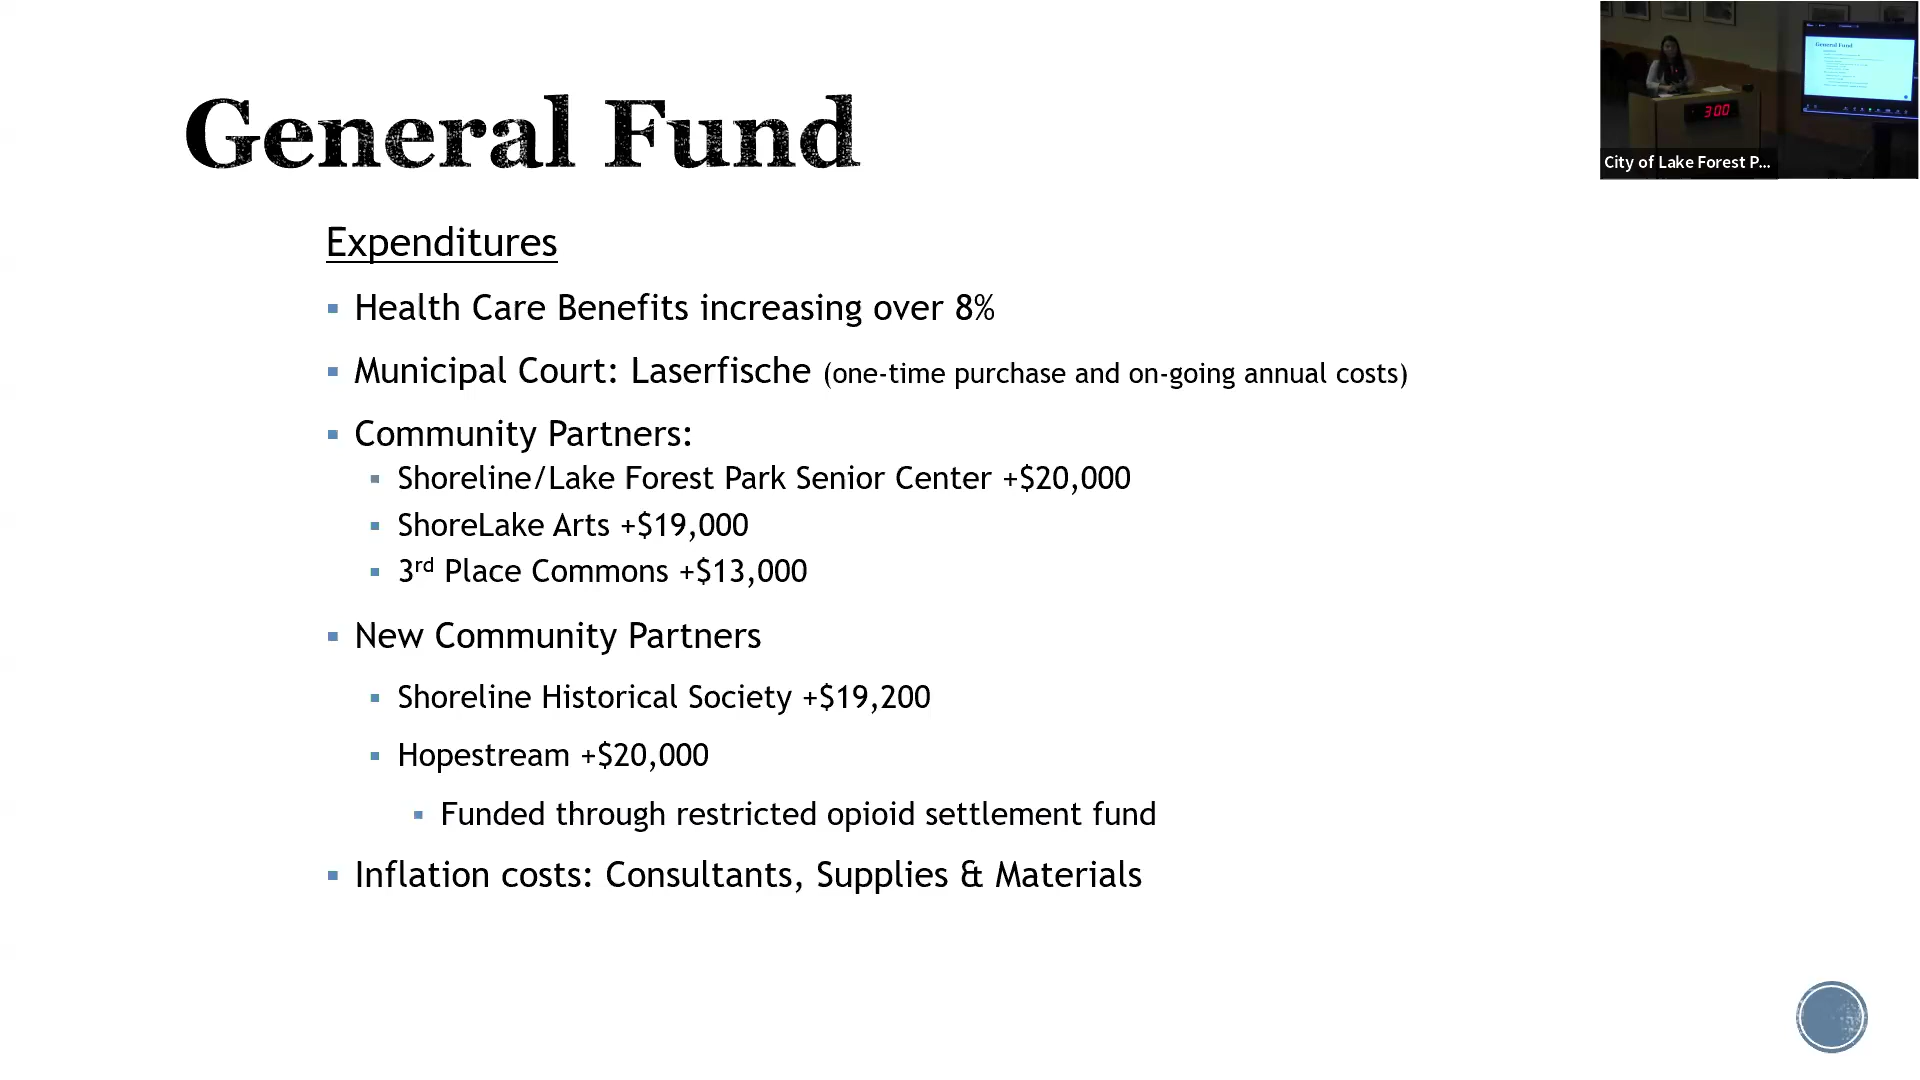 General Fund
Expenditures
Health Care Benefits increasing over 8%
Municipal Court: Laserfische (one-time purchase and on-going annual costs)
Community Partners:
Shoreline/Lake Forest Park Senior Center +$20,000
ShoreLake Arts +$19,000
3rd Place Commons +$13,000
New Community Partners
Shoreline Historical Society +$19,200
Hopestream +$20,000
Funded through restricted opioid settlement fund
Inflation costs: Consultants, Supplies & Materials
General Fund
3:00
City of Lake Forest P...